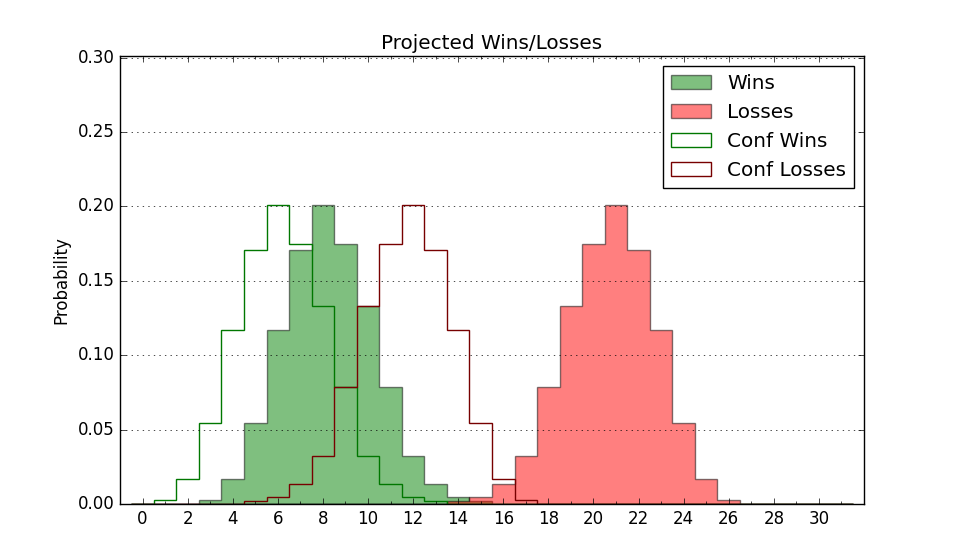 Projected Wins/Losses
0.30
0.25
0.20
0.15
0.10
0.05
0.00
Probability
Wins
Losses
Conf Wins
Conf Losses
0 2 4 6 8 10 12 14 16 18 20 22 24 26 28 30